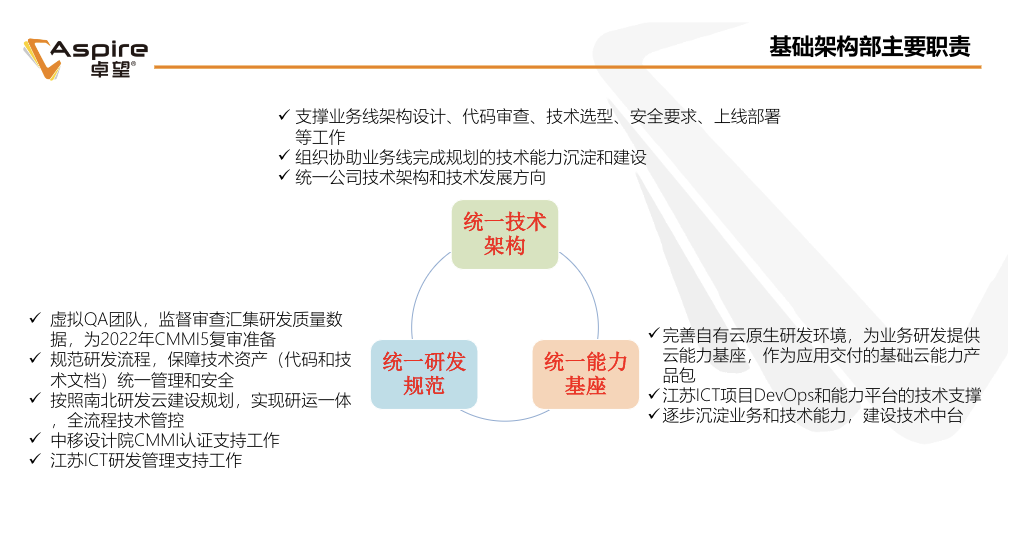 Aspire
卓望®
基础架构部主要职责
✓ 支撑业务线架构设计、代码审查、技术选型、安全要求、上线部署
等工作
✓ 组织协助业务线完成规划的技术能力沉淀和建设
✓ 统一公司技术架构和技术发展方向
统一技术
架构
✓ 虚拟QA团队，监督审查汇集研发质量数
据，为2022年CMMI5复审准备
✓ 规范研发流程，保障技术资产（代码和技
术文档）统一管理和安全
✓ 按照南北研发云建设规划，实现研运一体
，全流程技术管控
✓ 中移设计院CMMI认证支持工作
✓ 江苏ICT研发管理支持工作
统一研发
规范
统一能力
基座
✓ 完善自有云原生研发环境，为业务研发提供
云能力基座，作为应用交付的基础云能力产
品包
✓ 江苏ICT项目DevOps和能力平台的技术支撑
✓ 逐步沉淀业务和技术能力，建设技术中台